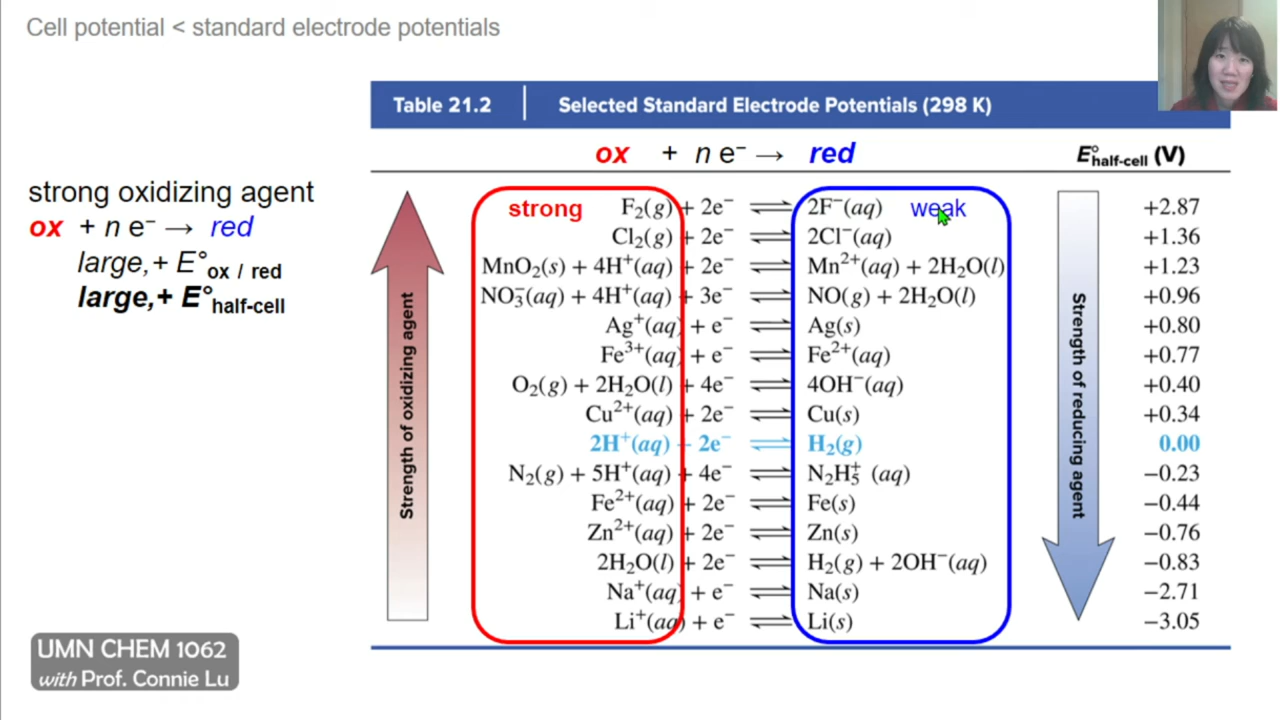 Cell potential < standard electrode potentials
Table 21.2 Selected Standard Electrode Potentials (298 K)
ox + n e⁻ → red E°half-cell (V)
strong oxidizing agent
ox + n e⁻ → red
large,+ E°ox / red
large,+ E°half-cell
Strength of oxidizing agent
strong F₂(g) + 2e⁻ ⇌ 2F⁻(aq) weak +2.87
Cl₂(g) + 2e⁻ ⇌ 2Cl⁻(aq) +1.36
MnO₂(s) + 4H⁺(aq) + 2e⁻ ⇌ Mn²⁺(aq) + 2H₂O(l) +1.23
NO₃⁻(aq) + 4H⁺(aq) + 3e⁻ ⇌ NO(g) + 2H₂O(l) +0.96
Ag⁺(aq) + e⁻ ⇌ Ag(s) +0.80
Fe³⁺(aq) + e⁻ ⇌ Fe²⁺(aq) +0.77
O₂(g) + 2H₂O(l) + 4e⁻ ⇌ 4OH⁻(aq) +0.40
Cu²⁺(aq) + 2e⁻ ⇌ Cu(s) +0.34
2H⁺(aq) + 2e⁻ ⇌ H₂(g) 0.00
N₂(g) + 5H⁺(aq) + 4e⁻ ⇌ N₂H₅⁺ (aq) −0.23
Fe²⁺(aq) + 2e⁻ ⇌ Fe(s) −0.44
Zn²⁺(aq) + 2e⁻ ⇌ Zn(s) −0.76
2H₂O(l) + 2e⁻ ⇌ H₂(g) + 2OH⁻(aq) −0.83
Na⁺(aq) + e⁻ ⇌ Na(s) −2.71
Li⁺(aq) + e⁻ ⇌ Li(s) −3.05
Strength of reducing agent
UMN CHEM 1062
with Prof. Connie Lu